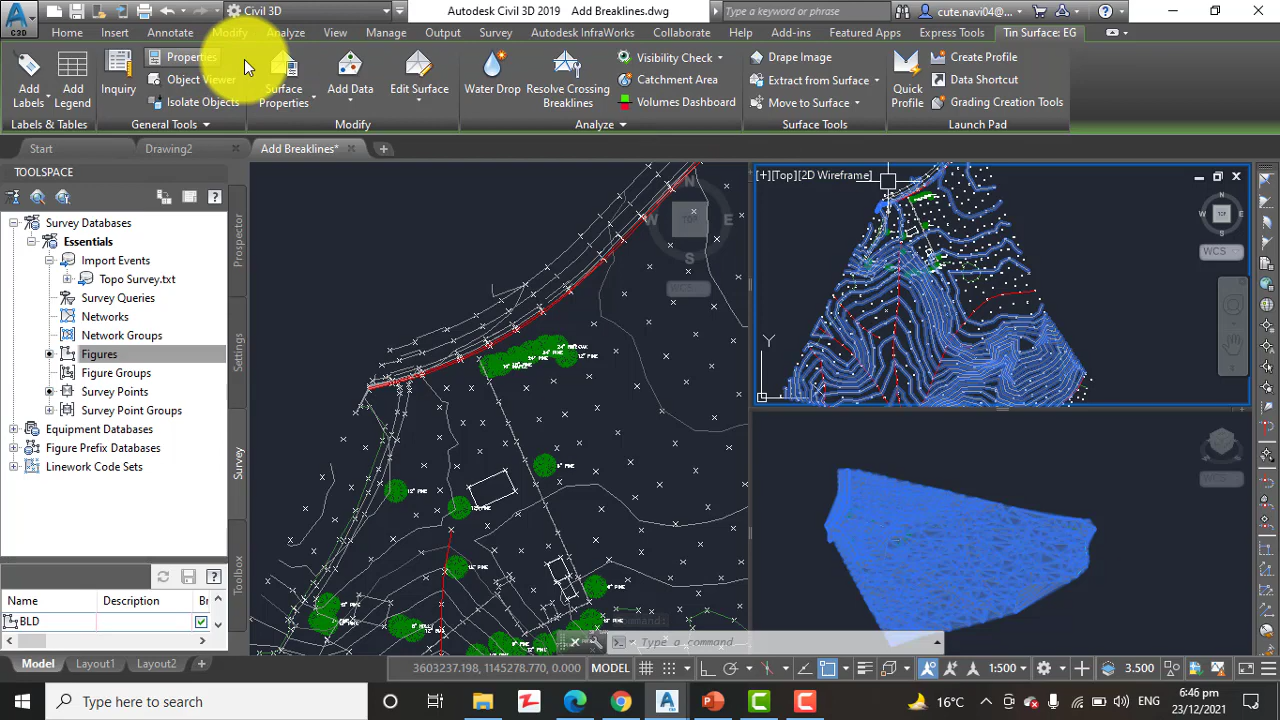 Civil 3D
Autodesk Civil 3D 2019 Add Breaklines.dwg
Type a keyword or phrase
cute.navi04@...
C3D
Home Insert Annotate Modify Analyze View Manage Output Survey Autodesk InfraWorks Collaborate Help Add-ins Featured Apps Express Tools Tin Surface: EG
Add Labels
Add Legend
Inquiry
Properties
Object Viewer
Isolate Objects
Surface Properties
Add Data
Edit Surface
Water Drop
Resolve Crossing Breaklines
Visibility Check
Catchment Area
Volumes Dashboard
Drape Image
Extract from Surface
Move to Surface
Quick Profile
Create Profile
Data Shortcut
Grading Creation Tools
Labels & Tables General Tools Modify Analyze Surface Tools Launch Pad
Start Drawing2 Add Breaklines*
TOOLSPACE
Survey Databases
Essentials
Import Events
Topo Survey.txt
Survey Queries
Networks
Network Groups
Figures
Figure Groups
Survey Points
Survey Point Groups
Equipment Databases
Figure Prefix Databases
Linework Code Sets
Prospector
Settings
Survey
Toolbox
Name Description Br
BLD
[+][Top][2D Wireframe]
N
W TOP E
S
WCS
N
W TOP E
S
WCS
Y
Command:
Type a command
Model Layout1 Layout2 +
3603237.198, 1145278.770, 0.000 MODEL 1:500 3.500
Type here to search
16°C ENG
6:46 pm
23/12/2021